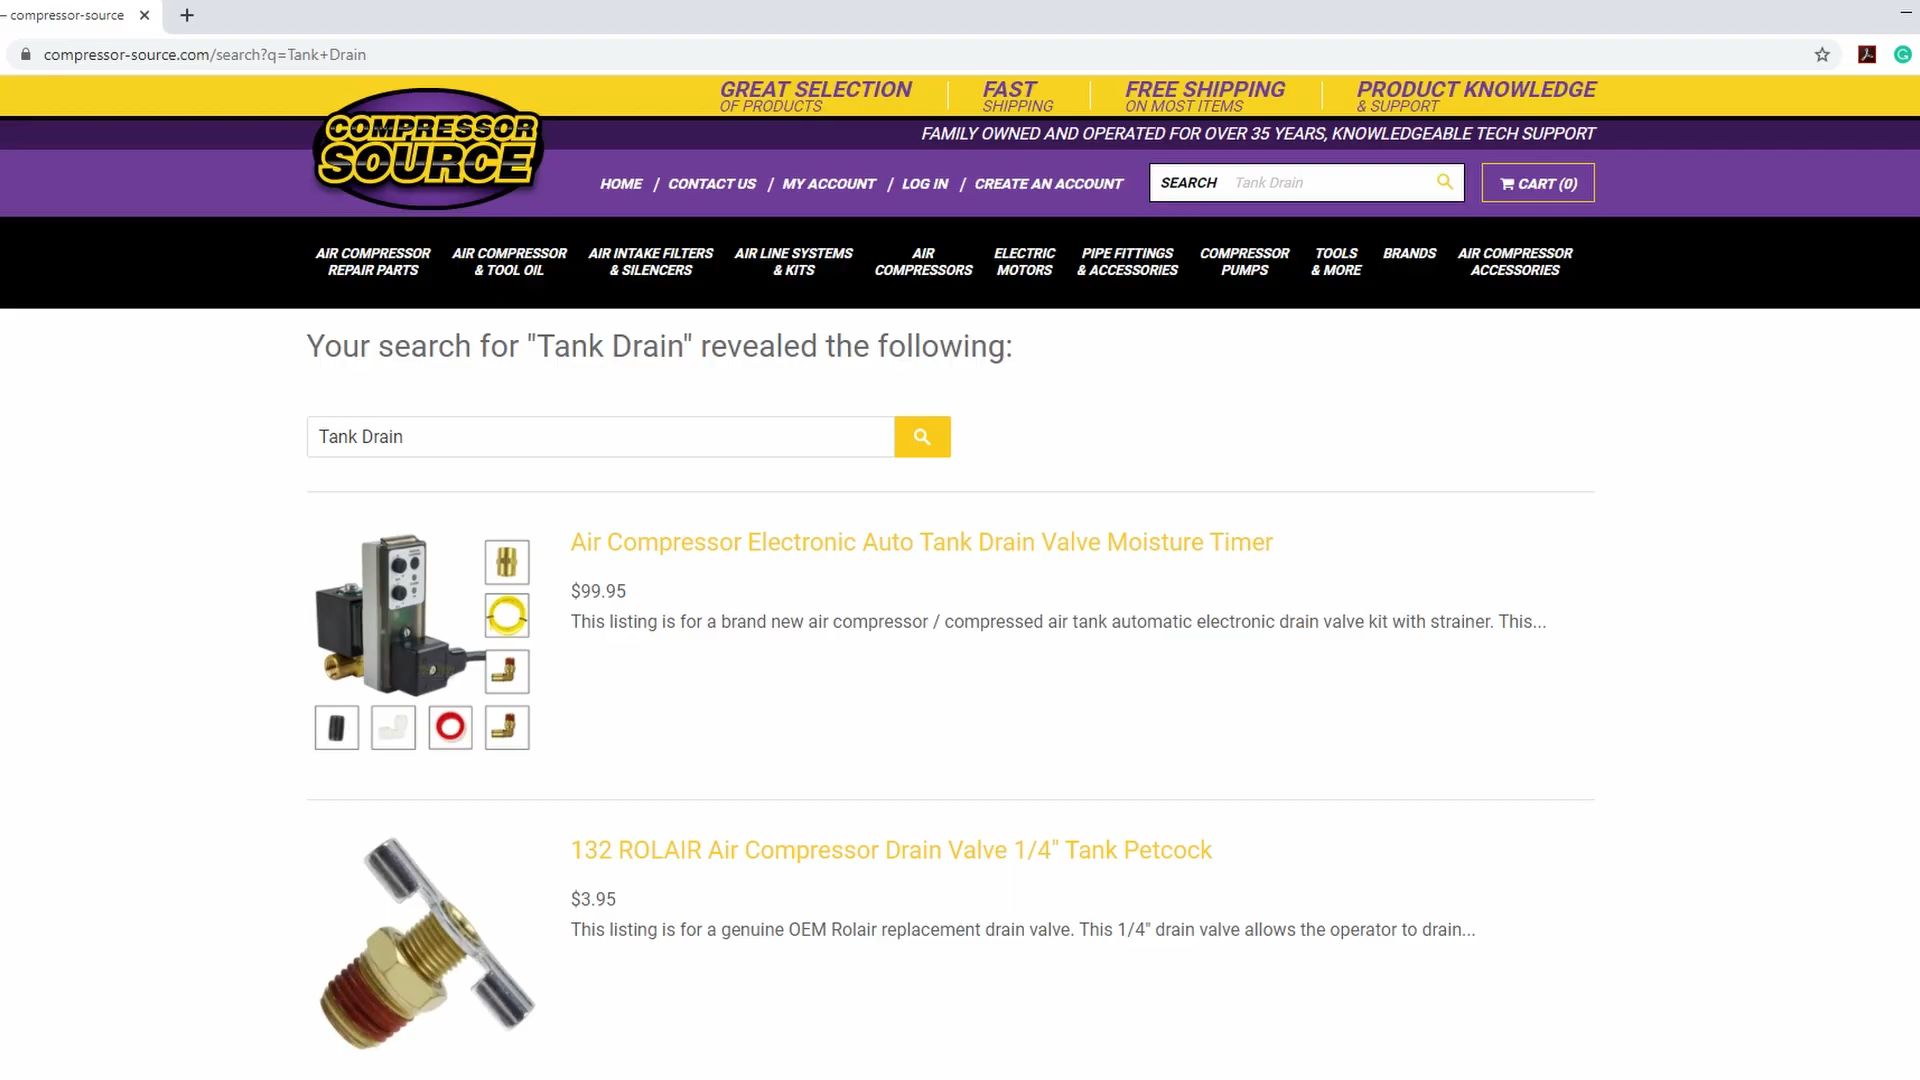 – compressor-source
compressor-source.com/search?q=Tank+Drain
GREAT SELECTION
OF PRODUCTS
FAST
SHIPPING
FREE SHIPPING
ON MOST ITEMS
PRODUCT KNOWLEDGE
& SUPPORT
FAMILY OWNED AND OPERATED FOR OVER 35 YEARS, KNOWLEDGEABLE TECH SUPPORT
COMPRESSOR
SOURCE
HOME / CONTACT US / MY ACCOUNT / LOG IN / CREATE AN ACCOUNT
SEARCH Tank Drain
CART (0)
AIR COMPRESSOR
REPAIR PARTS
AIR COMPRESSOR
& TOOL OIL
AIR INTAKE FILTERS
& SILENCERS
AIR LINE SYSTEMS
& KITS
AIR
COMPRESSORS
ELECTRIC
MOTORS
PIPE FITTINGS
& ACCESSORIES
COMPRESSOR
PUMPS
TOOLS
& MORE
BRANDS
AIR COMPRESSOR
ACCESSORIES
Your search for "Tank Drain" revealed the following:
Tank Drain
Air Compressor Electronic Auto Tank Drain Valve Moisture Timer
$99.95
This listing is for a brand new air compressor / compressed air tank automatic electronic drain valve kit with strainer. This...
132 ROLAIR Air Compressor Drain Valve 1/4" Tank Petcock
$3.95
This listing is for a genuine OEM Rolair replacement drain valve. This 1/4" drain valve allows the operator to drain...